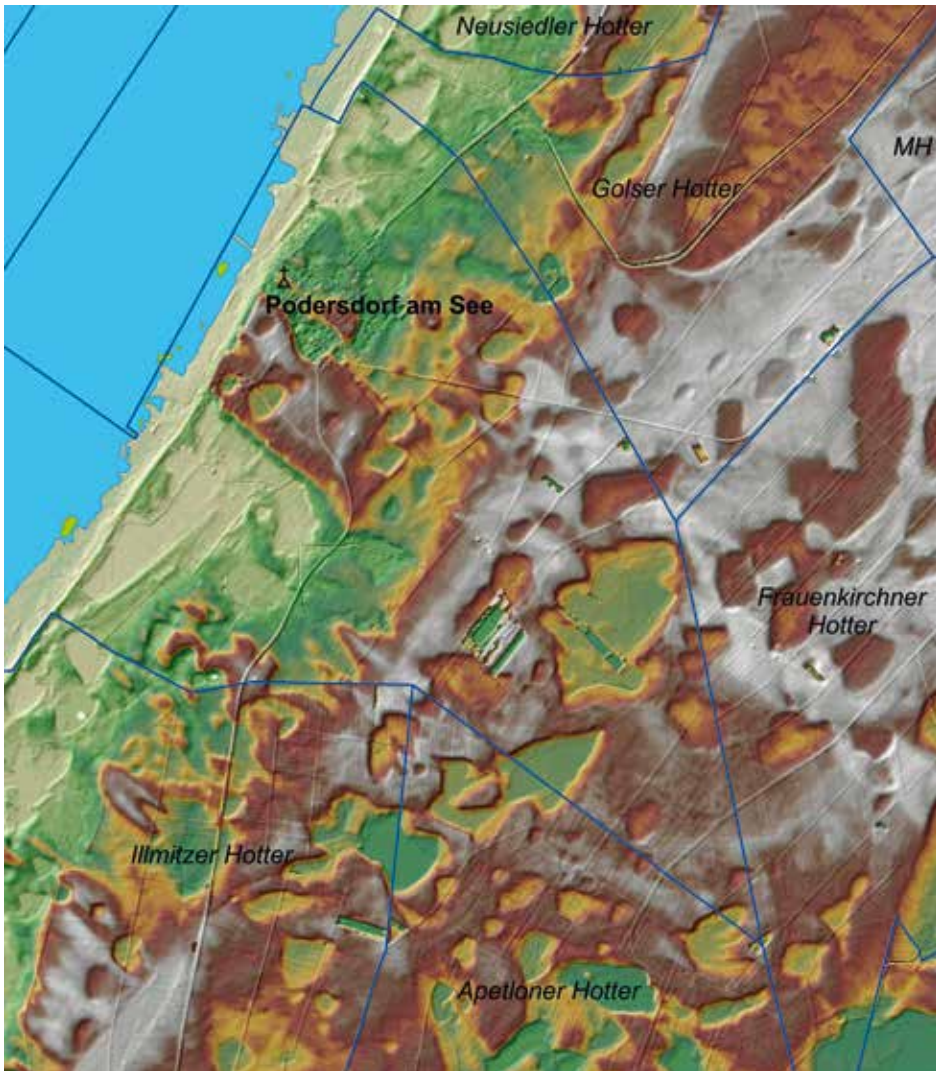 Neusiedler Hotter
MH
Golser Hotter
Podersdorf am See
Frauenkirchner
Hotter
Illmitzer Hotter
Apetloner Hotter